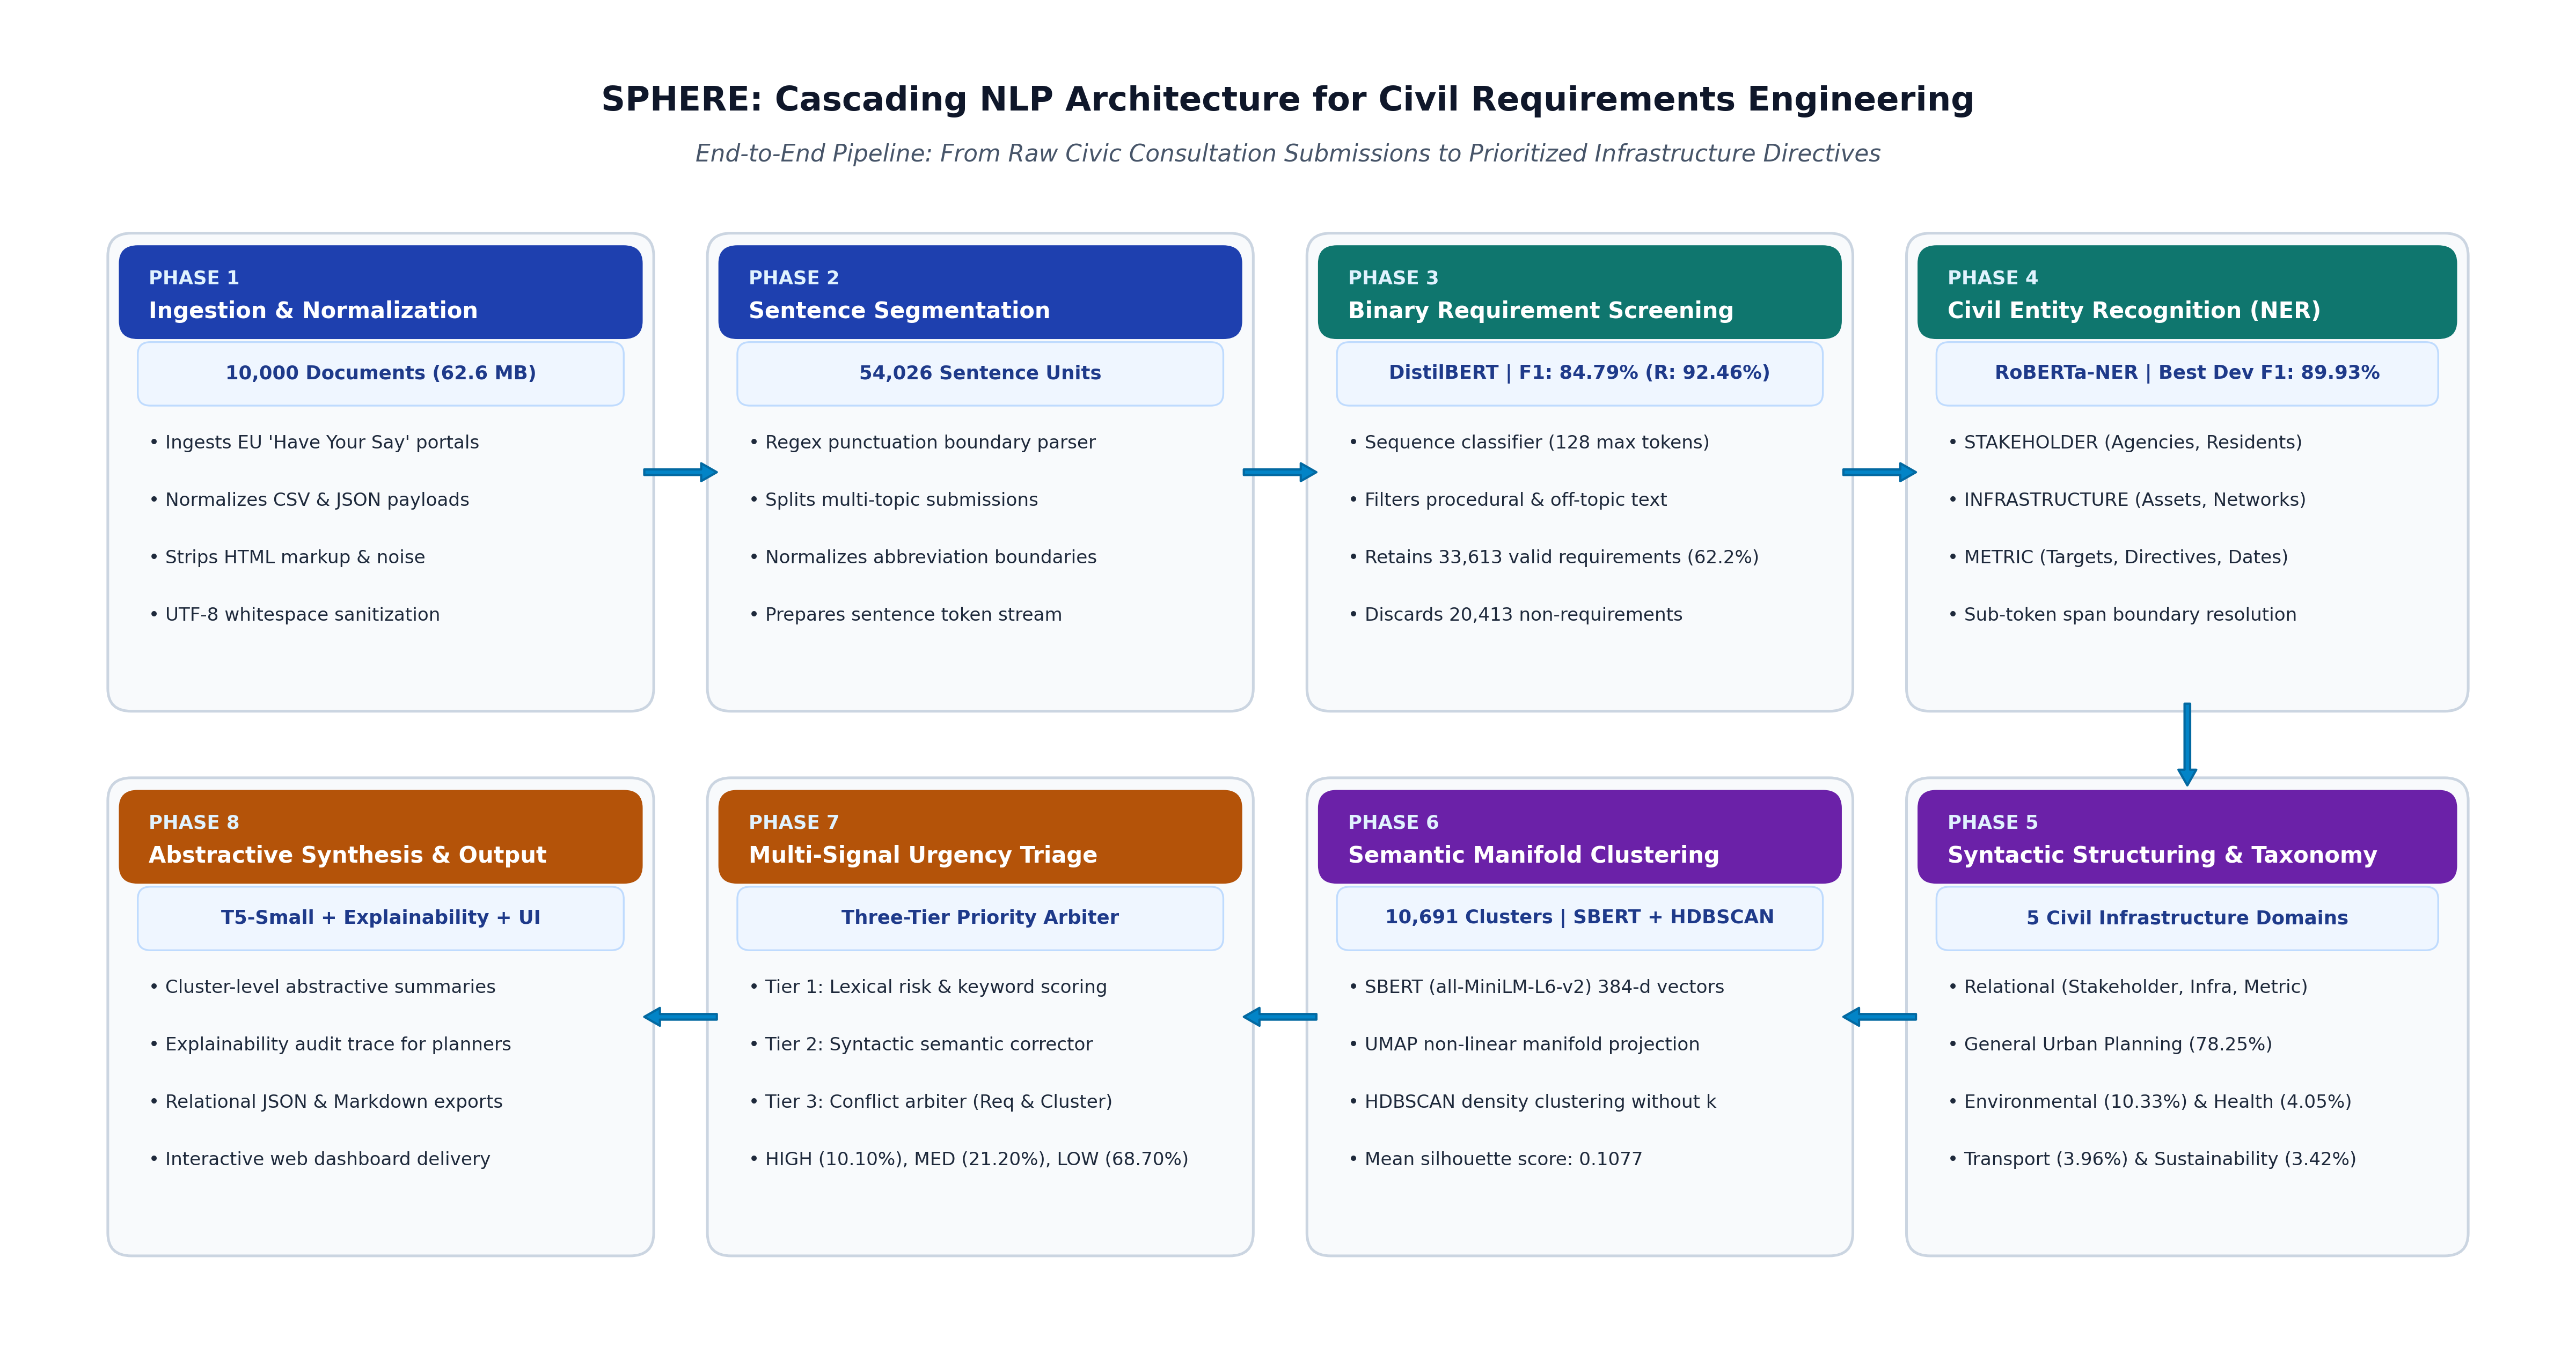 SPHERE: Cascading NLP Architecture for Civil Requirements Engineering
End-to-End Pipeline: From Raw Civic Consultation Submissions to Prioritized Infrastructure Directives
PHASE 1
Ingestion & Normalization
10,000 Documents (62.6 MB)
• Ingests EU 'Have Your Say' portals
• Normalizes CSV & JSON payloads
• Strips HTML markup & noise
• UTF-8 whitespace sanitization
PHASE 2
Sentence Segmentation
54,026 Sentence Units
• Regex punctuation boundary parser
• Splits multi-topic submissions
• Normalizes abbreviation boundaries
• Prepares sentence token stream
PHASE 3
Binary Requirement Screening
DistilBERT | F1: 84.79% (R: 92.46%)
• Sequence classifier (128 max tokens)
• Filters procedural & off-topic text
• Retains 33,613 valid requirements (62.2%)
• Discards 20,413 non-requirements
PHASE 4
Civil Entity Recognition (NER)
RoBERTa-NER | Best Dev F1: 89.93%
• STAKEHOLDER (Agencies, Residents)
• INFRASTRUCTURE (Assets, Networks)
• METRIC (Targets, Directives, Dates)
• Sub-token span boundary resolution
PHASE 5
Syntactic Structuring & Taxonomy
5 Civil Infrastructure Domains
• Relational (Stakeholder, Infra, Metric)
• General Urban Planning (78.25%)
• Environmental (10.33%) & Health (4.05%)
• Transport (3.96%) & Sustainability (3.42%)
PHASE 6
Semantic Manifold Clustering
10,691 Clusters | SBERT + HDBSCAN
• SBERT (all-MiniLM-L6-v2) 384-d vectors
• UMAP non-linear manifold projection
• HDBSCAN density clustering without k
• Mean silhouette score: 0.1077
PHASE 7
Multi-Signal Urgency Triage
Three-Tier Priority Arbiter
• Tier 1: Lexical risk & keyword scoring
• Tier 2: Syntactic semantic corrector
• Tier 3: Conflict arbiter (Req & Cluster)
• HIGH (10.10%), MED (21.20%), LOW (68.70%)
PHASE 8
Abstractive Synthesis & Output
T5-Small + Explainability + UI
• Cluster-level abstractive summaries
• Explainability audit trace for planners
• Relational JSON & Markdown exports
• Interactive web dashboard delivery